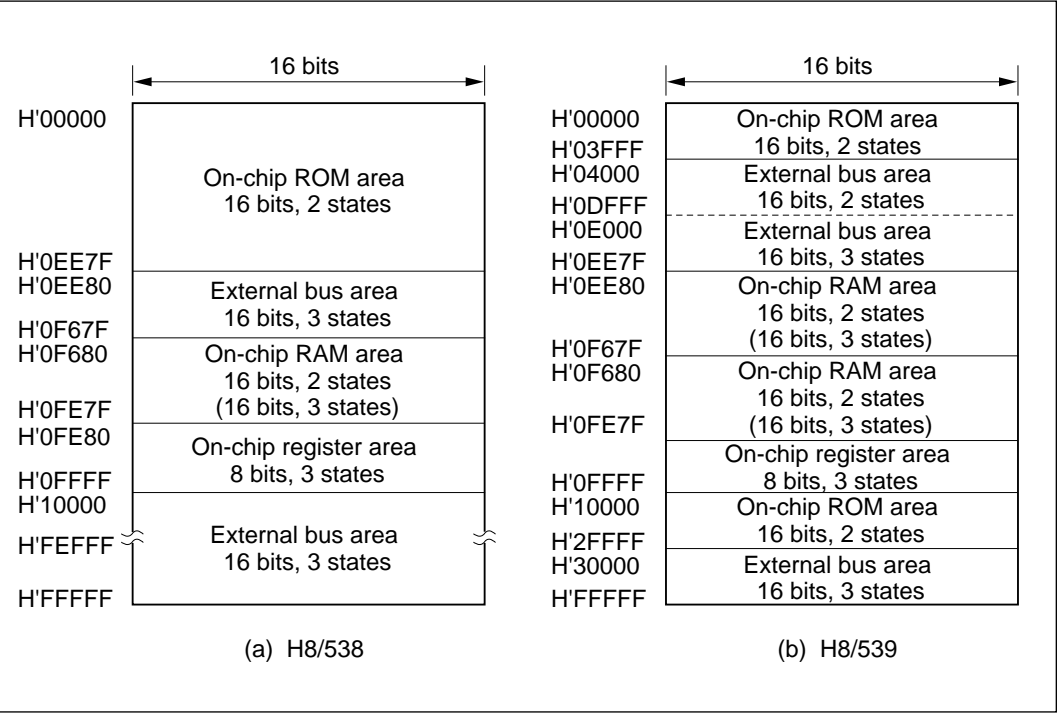 16 bits
H'00000
On-chip ROM area
16 bits, 2 states
H'0EE7F
H'0EE80
External bus area
16 bits, 3 states
H'0F67F
H'0F680
On-chip RAM area
16 bits, 2 states
(16 bits, 3 states)
H'0FE7F
H'0FE80
On-chip register area
8 bits, 3 states
H'0FFFF
H'10000
External bus area
16 bits, 3 states
H'FEFFF
H'FFFFF
(a) H8/538
16 bits
H'00000
On-chip ROM area
16 bits, 2 states
H'03FFF
H'04000
External bus area
16 bits, 2 states
H'0DFFF
H'0E000
External bus area
16 bits, 3 states
H'0EE7F
H'0EE80
On-chip RAM area
16 bits, 2 states
(16 bits, 3 states)
H'0F67F
H'0F680
On-chip RAM area
16 bits, 2 states
(16 bits, 3 states)
H'0FE7F
On-chip register area
8 bits, 3 states
H'0FFFF
H'10000
On-chip ROM area
16 bits, 2 states
H'2FFFF
H'30000
External bus area
16 bits, 3 states
H'FFFFF
(b) H8/539